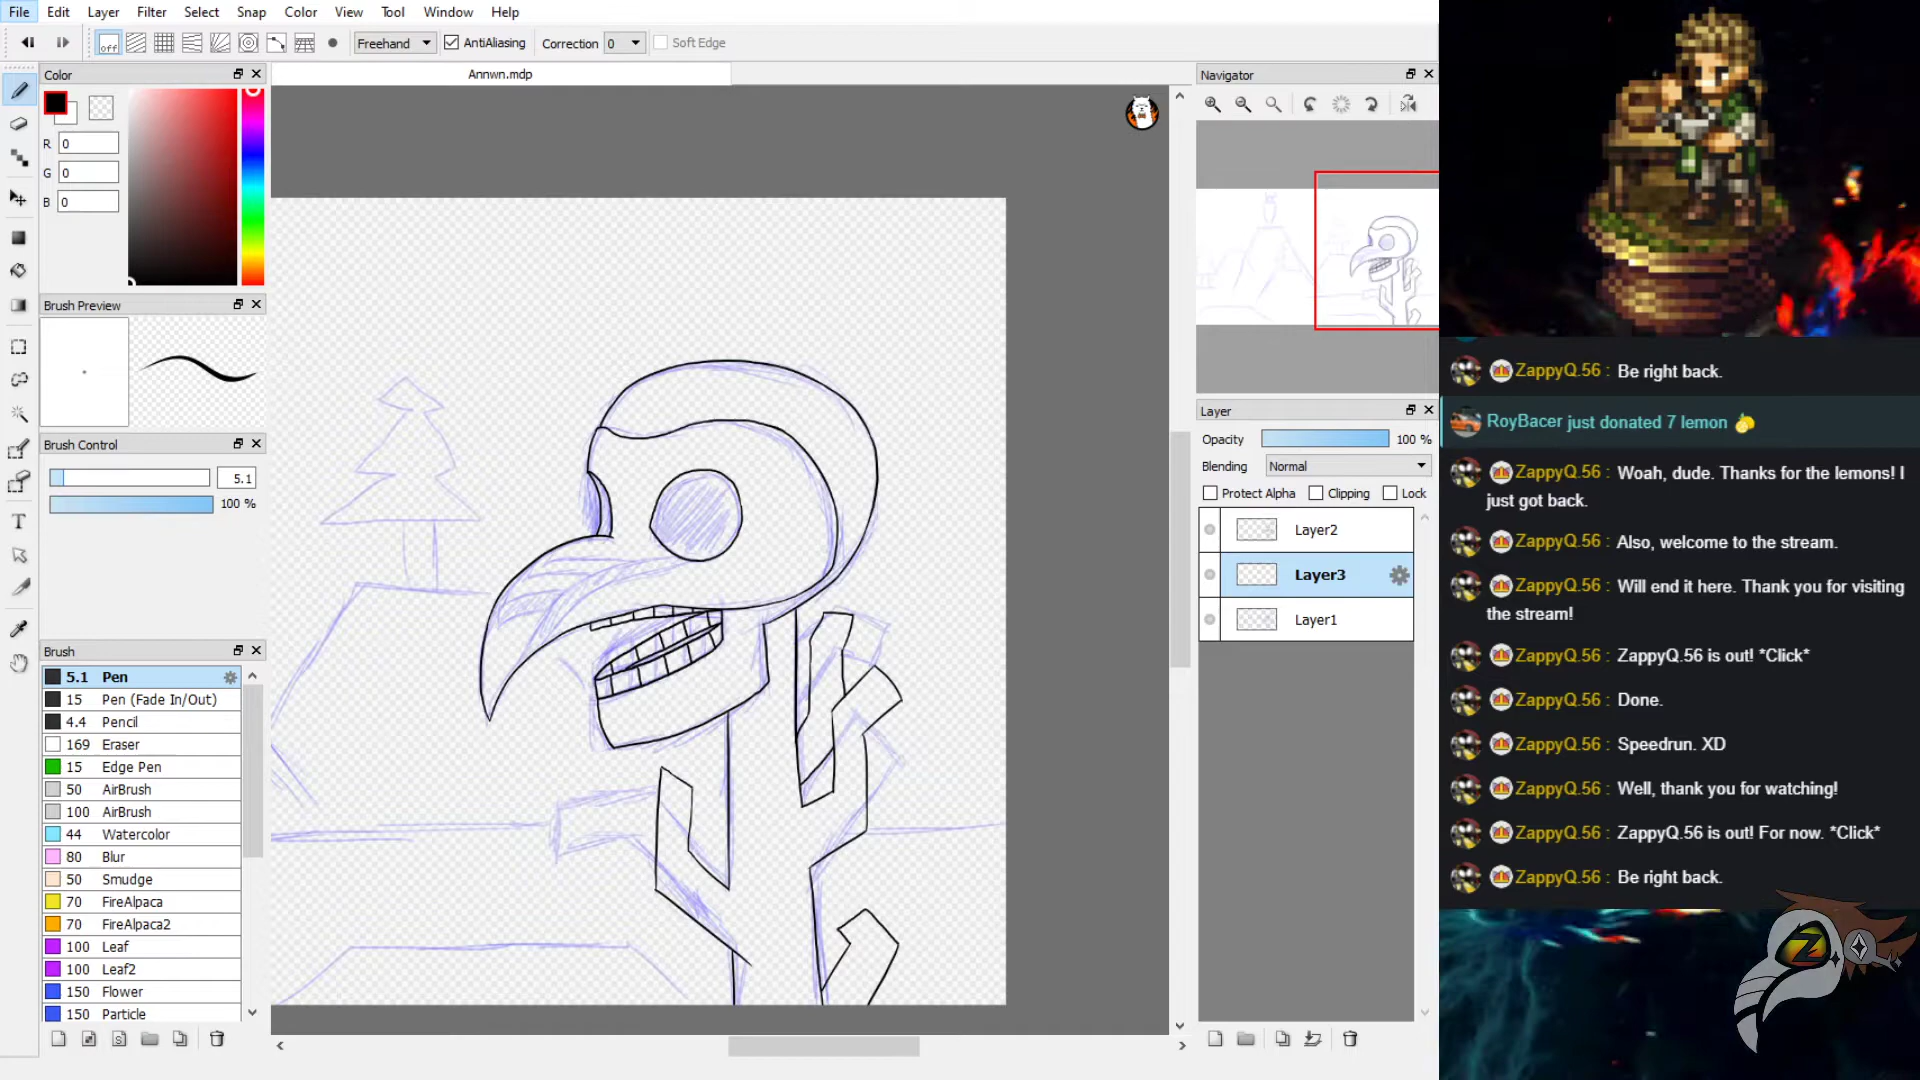 File Edit Layer Filter Select Snap Color View Tool Window Help
off Freehand AntiAliasing Correction 0 Soft Edge
Color
Annwn.mdp
Navigator
R 0
G 0
B 0
Brush Preview
Brush Control
5.1
100 %
Brush
5.1 Pen
15 Pen (Fade In/Out)
4.4 Pencil
169 Eraser
15 Edge Pen
50 AirBrush
100 AirBrush
44 Watercolor
80 Blur
50 Smudge
70 FireAlpaca
70 FireAlpaca2
100 Leaf
100 Leaf2
150 Flower
150 Particle
Layer
Opacity 100 %
Blending Normal
Protect Alpha Clipping Lock
Layer2
Layer3
Layer1
ZappyQ.56 : Be right back.
RoyBacer just donated 7 lemon
ZappyQ.56 : Woah, dude. Thanks for the lemons! I
just got back.
ZappyQ.56 : Also, welcome to the stream.
ZappyQ.56 : Will end it here. Thank you for visiting
the stream!
ZappyQ.56 : ZappyQ.56 is out! *Click*
ZappyQ.56 : Done.
ZappyQ.56 : Speedrun. XD
ZappyQ.56 : Well, thank you for watching!
ZappyQ.56 : ZappyQ.56 is out! For now. *Click*
ZappyQ.56 : Be right back.
Z